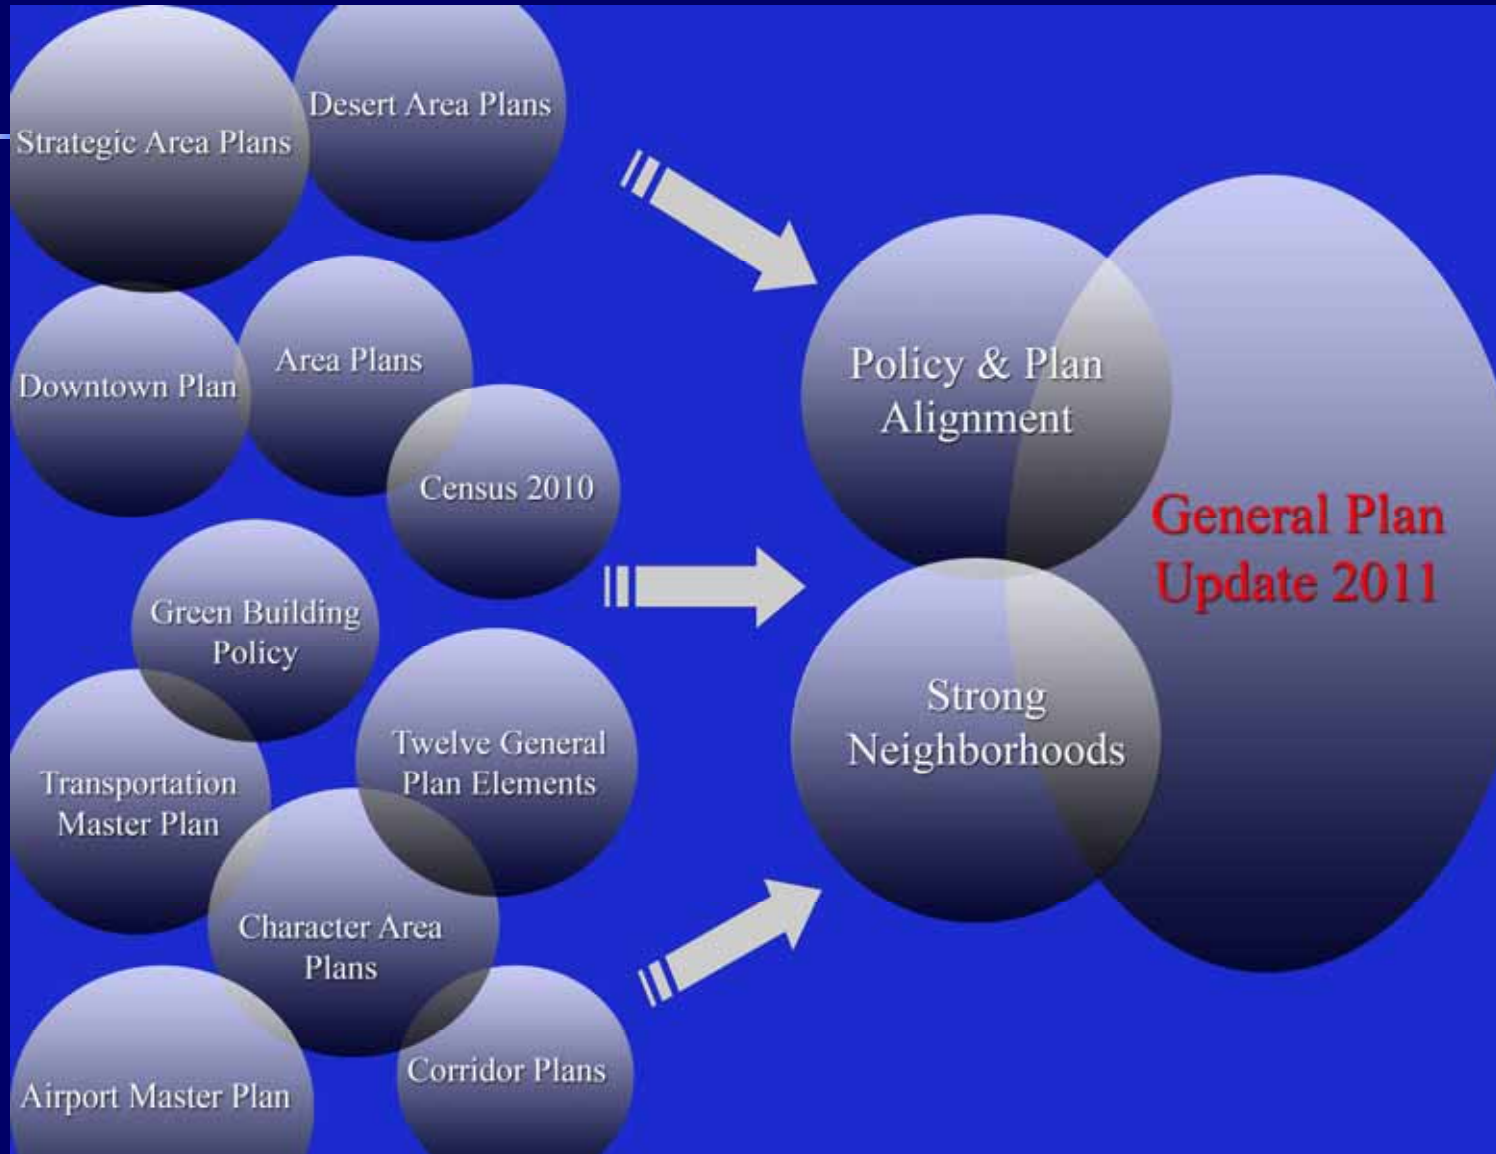 Strategic Area Plans
Desert Area Plans
Downtown Plan
Area Plans
Census 2010
Green Building
Policy
Transportation
Master Plan
Twelve General
Plan Elements
Character Area
Plans
Airport Master Plan
Corridor Plans
Policy & Plan
Alignment
Strong
Neighborhoods
General Plan
Update 2011